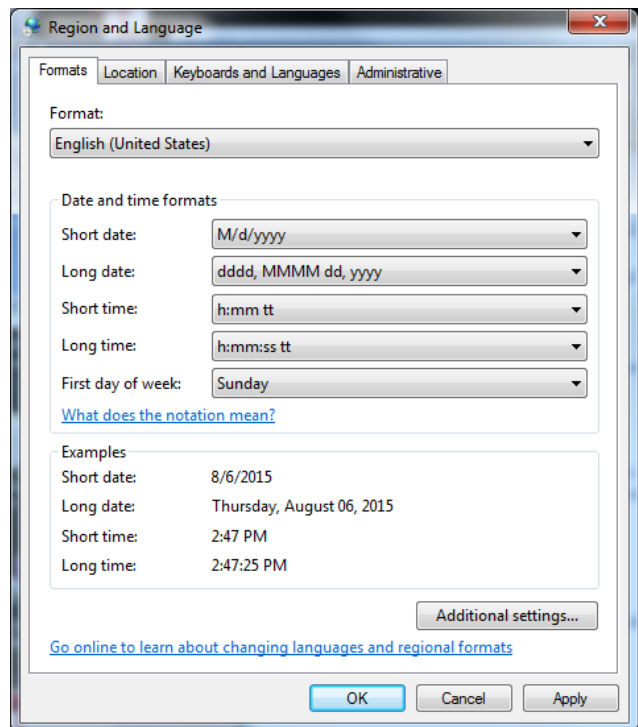 Region and Language
Formats Location Keyboards and Languages Administrative
Format:
English (United States)
Date and time formats
Short date: M/d/yyyy
Long date: dddd, MMMM dd, yyyy
Short time: h:mm tt
Long time: h:mm:ss tt
First day of week: Sunday
What does the notation mean?
Examples
Short date: 8/6/2015
Long date: Thursday, August 06, 2015
Short time: 2:47 PM
Long time: 2:47:25 PM
Additional settings...
Go online to learn about changing languages and regional formats
OK Cancel Apply